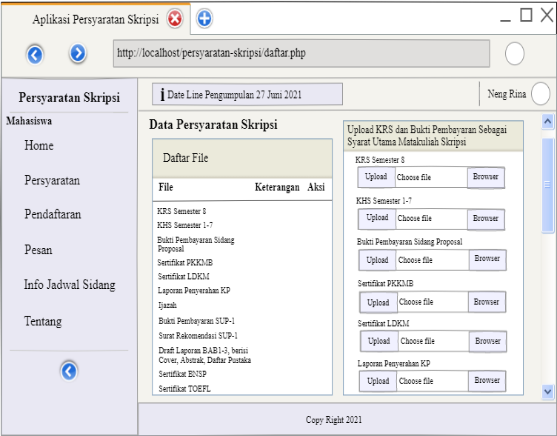 Aplikasi Persyaratan Skripsi
http://localhost/persyaratan-skripsi/daftar.php
Persyaratan Skripsi
Mahasiswa
Home
Persyaratan
Pendaftaran
Pesan
Info Jadwal Sidang
Tentang
i Date Line Pengumpulan 27 Juni 2021
Neng Rina
Data Persyaratan Skripsi
Daftar File
File Keterangan Aksi
KRS Semester 8
KHS Semester 1-7
Bukti Pembayaran Sidang
Proposal
Sertifikat PKKMB
Sertifikat LDKM
Laporan Penyerahan KP
Ijazah
Bukti Pembayaran SUP-1
Surat Rekomendasi SUP-1
Draft Laporan BAB1-3, berisi
Cover, Abstrak, Daftar Pustaka
Sertifikat BNSP
Sertifikat TOEFL
Upload KRS dan Bukti Pembayaran Sebagai
Syarat Utama Matakuliah Skripsi
KRS Semester 8
Upload Choose file Browser
KHS Semester 1-7
Upload Choose file Browser
Bukti Pembayaran Sidang Proposal
Upload Choose file Browser
Sertifikat PKKMB
Upload Choose file Browser
Sertifikat LDKM
Upload Choose file Browser
Laporan Penyerahan KP
Upload Choose file Browser
Copy Right 2021